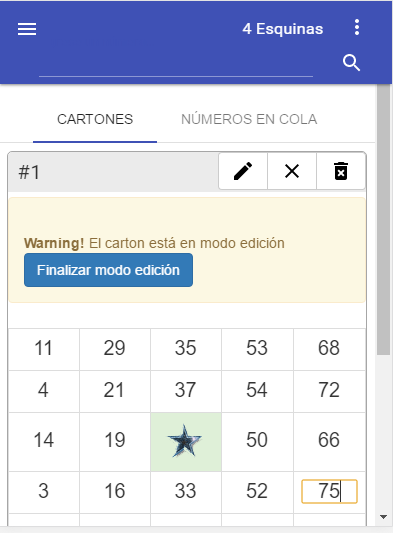 4 Esquinas
CARTONES NÚMEROS EN COLA
#1
Warning! El carton está en modo edición
Finalizar modo edición
11 29 35 53 68
4 21 37 54 72
14 19 50 66
3 16 33 52 75